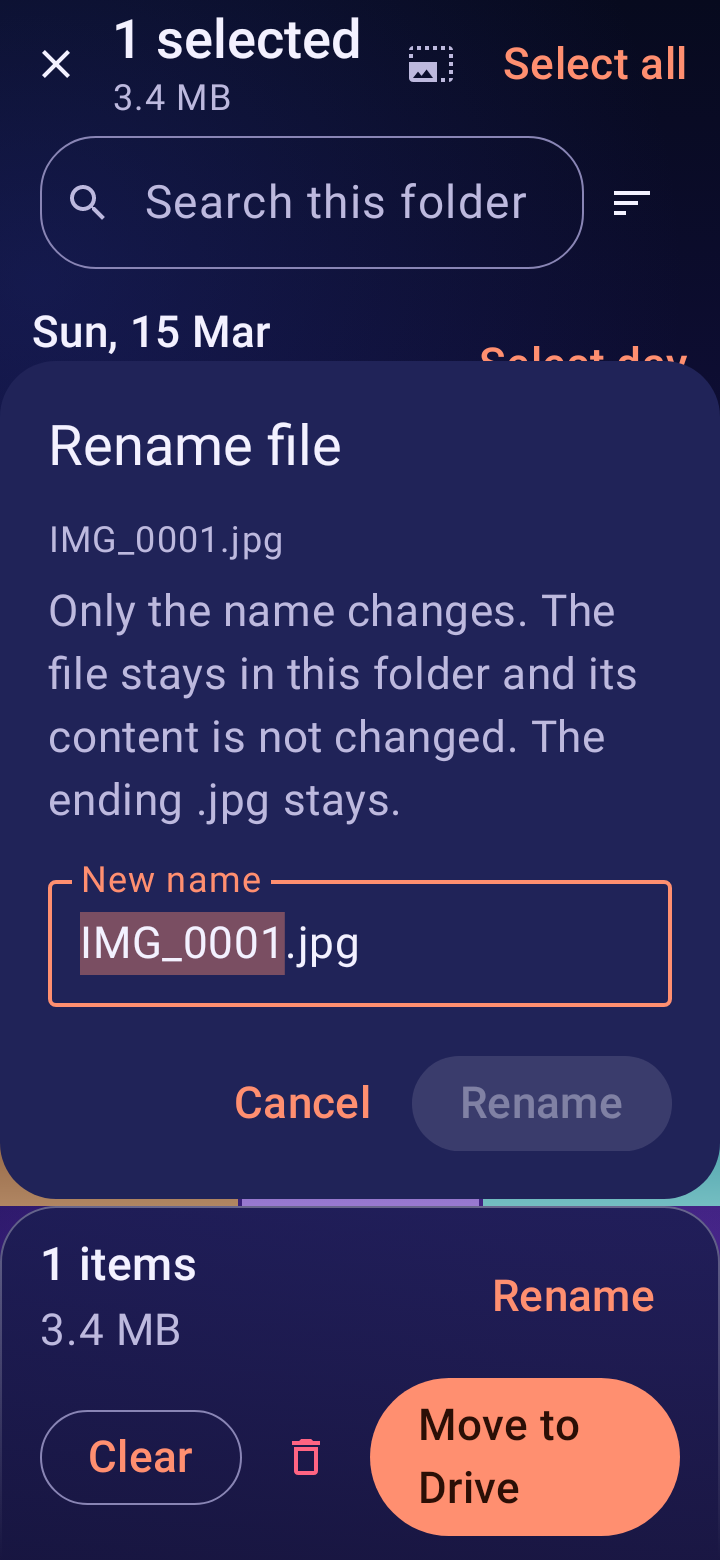 1 selected
3.4 MB
Select all
Search this folder
Sun, 15 Mar
Select day
Rename file
IMG_0001.jpg
Only the name changes. The
file stays in this folder and its
content is not changed. The
ending .jpg stays.
New name
IMG_0001.jpg
Cancel
Rename
1 items
3.4 MB
Rename
Clear
Move to
Drive